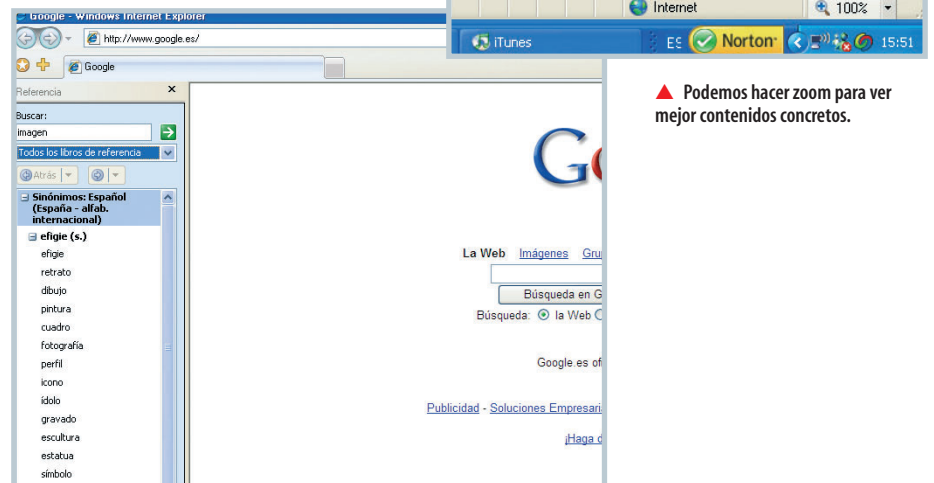 Google - Windows Internet Explorer
http://www.google.es/
Google
Referencia
Buscar:
imagen
Todos los libros de referencia
Atrás
Sinónimos: Español
(España - alfab.
internacional)
efigie (s.)
efigie
retrato
dibujo
pintura
cuadro
fotografía
perfil
icono
ídolo
gravado
escultura
estatua
símbolo
La Web Imágenes Gru
Búsqueda en G
Búsqueda: la Web
Google.es of
Publicidad - Soluciones Empresari
¡Haga d
Internet 100%
iTunes ES Norton 15:51
Podemos hacer zoom para ver
mejor contenidos concretos.